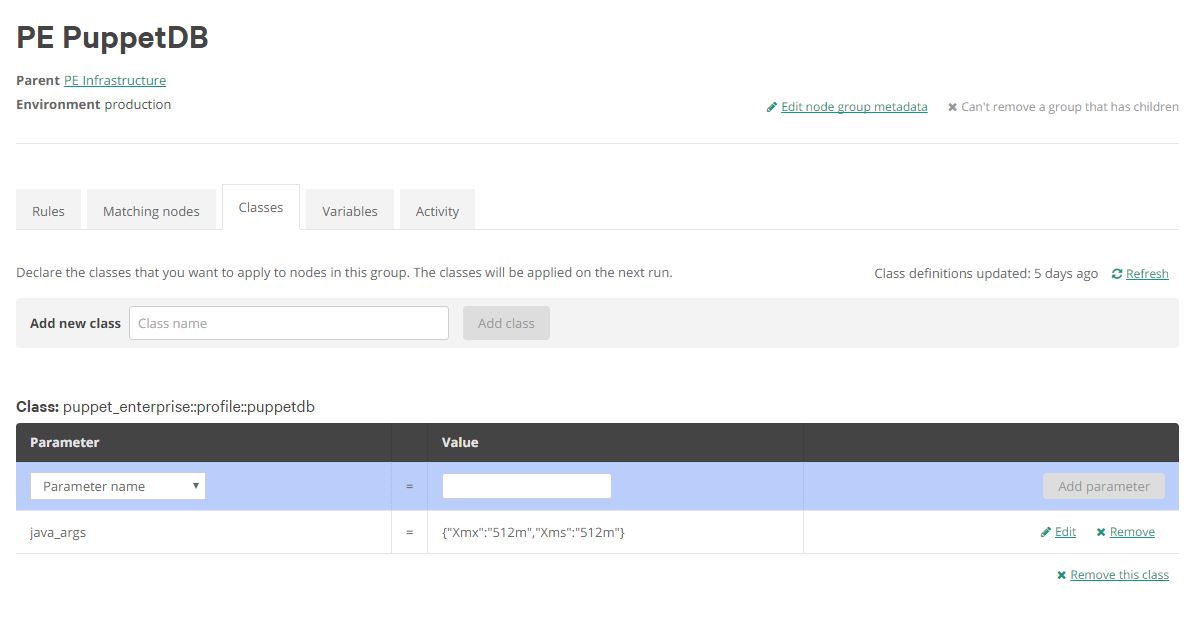 PE PuppetDB
Parent PE Infrastructure
Environment production
Edit node group metadata Can't remove a group that has children
Rules Matching nodes Classes Variables Activity
Declare the classes that you want to apply to nodes in this group. The classes will be applied on the next run. Class definitions updated: 5 days ago Refresh
Add new class Class name Add class
Class: puppet_enterprise::profile::puppetdb
Parameter Value
Parameter name = Add parameter
java_args = {"Xmx":"512m","Xms":"512m"} Edit Remove
Remove this class